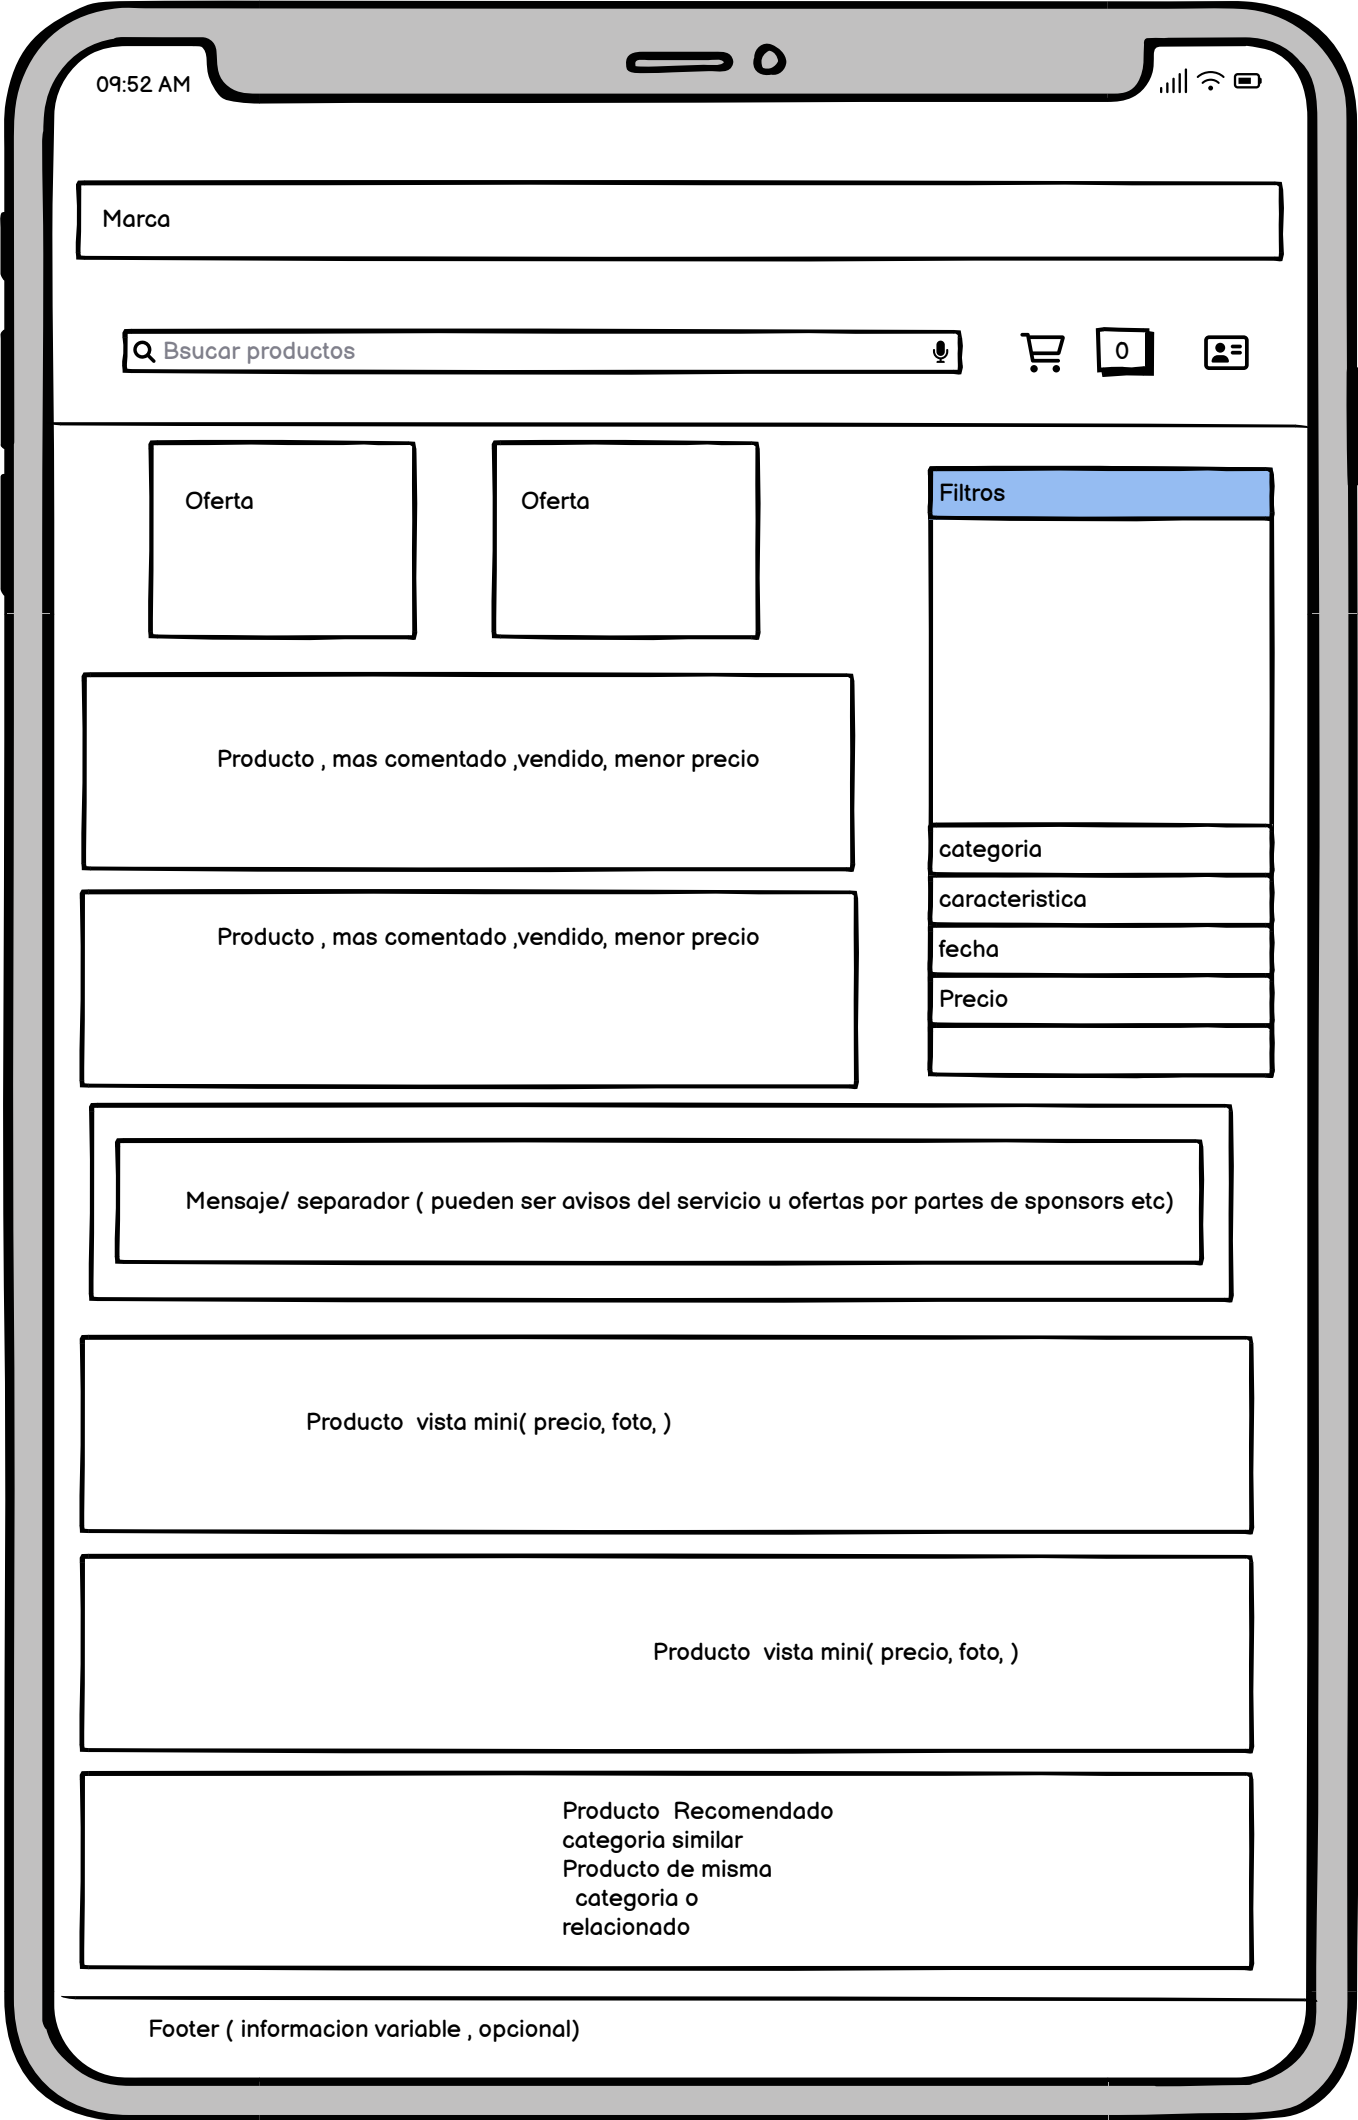 09:52 AM
Marca
Bsucar productos
0
Oferta
Oferta
Filtros
Producto , mas comentado ,vendido, menor precio
categoria
caracteristica
Producto , mas comentado ,vendido, menor precio
fecha
Precio
Mensaje/ separador ( pueden ser avisos del servicio u ofertas por partes de sponsors etc)
Producto  vista mini( precio, foto, )
Producto  vista mini( precio, foto, )
Producto  Recomendado
categoria similar
Producto de misma
categoria o
relacionado
Footer ( informacion variable , opcional)